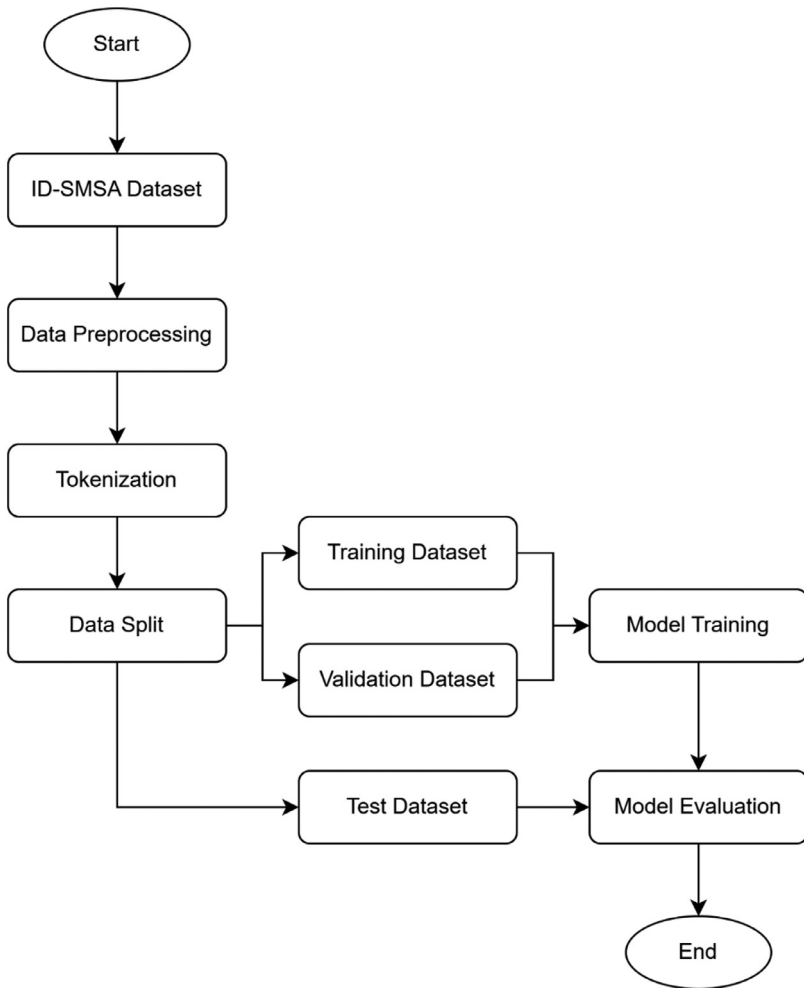 Start
ID-SMSA Dataset
Data Preprocessing
Tokenization
Data Split
Training Dataset
Validation Dataset
Test Dataset
Model Training
Model Evaluation
End